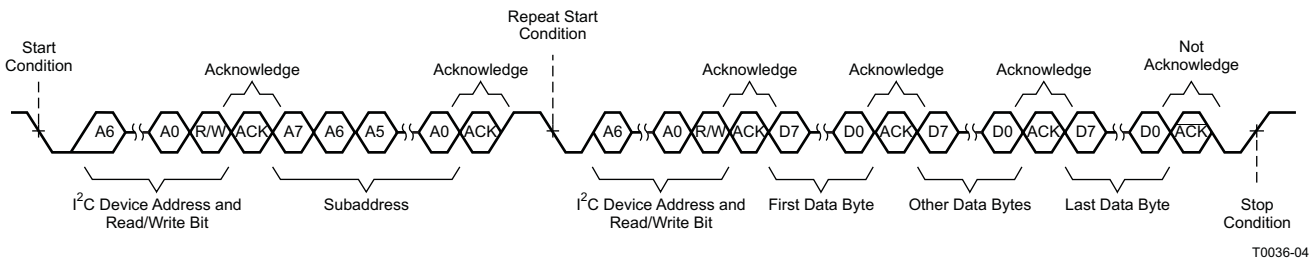 Repeat Start
Condition
Start
Condition
Not
Acknowledge
Acknowledge
Acknowledge
Acknowledge
Acknowledge
Acknowledge
A6 A0 R/W ACK A7 A6 A5 A0 ACK A6 A0 R/W ACK D7 D0 ACK D7 D0 ACK D7 D0 ACK
I²C Device Address and
Read/Write Bit
Subaddress
I²C Device Address and
Read/Write Bit
First Data Byte
Other Data Bytes
Last Data Byte
Stop
Condition
T0036-04